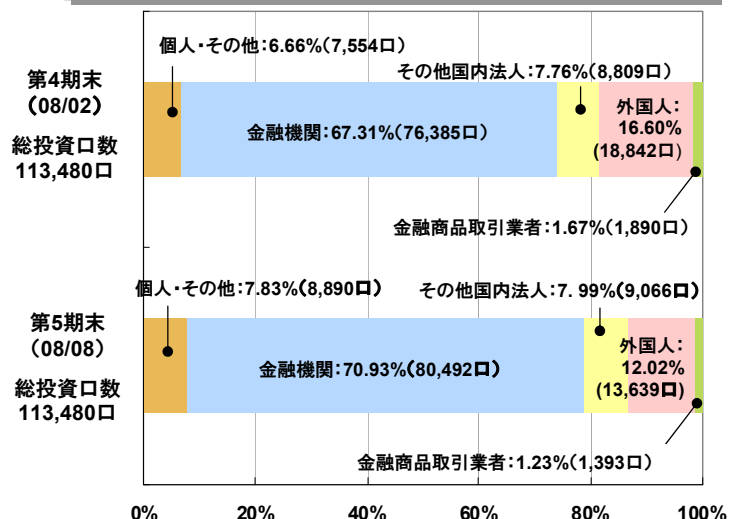 個人・その他：6.66%（7,554口）
その他国内法人：7.76%（8,809口）
第4期末
（08/02）
総投資口数
113,480口
金融機関：67.31%（76,385口）
外国人：
16.60%
(18,842口)
金融商品取引業者：1.67%（1,890口）
個人・その他：7.83%(8,890口)
その他国内法人：7. 99%(9,066口)
第5期末
（08/08）
総投資口数
113,480口
金融機関：70.93%(80,492口)
外国人：
12.02%
(13,639口)
金融商品取引業者：1.23%（1,393口）
0% 20% 40% 60% 80% 100%